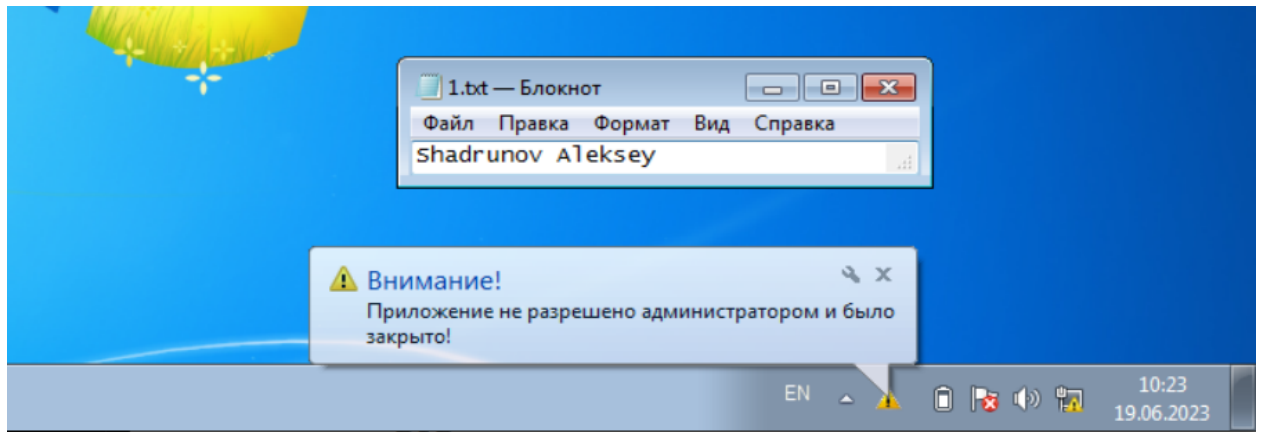 1.txt — Блокнот
Файл Правка Формат Вид Справка
Shadrunov Aleksey
Внимание!
Приложение не разрешено администратором и было
закрыто!
EN
10:23
19.06.2023